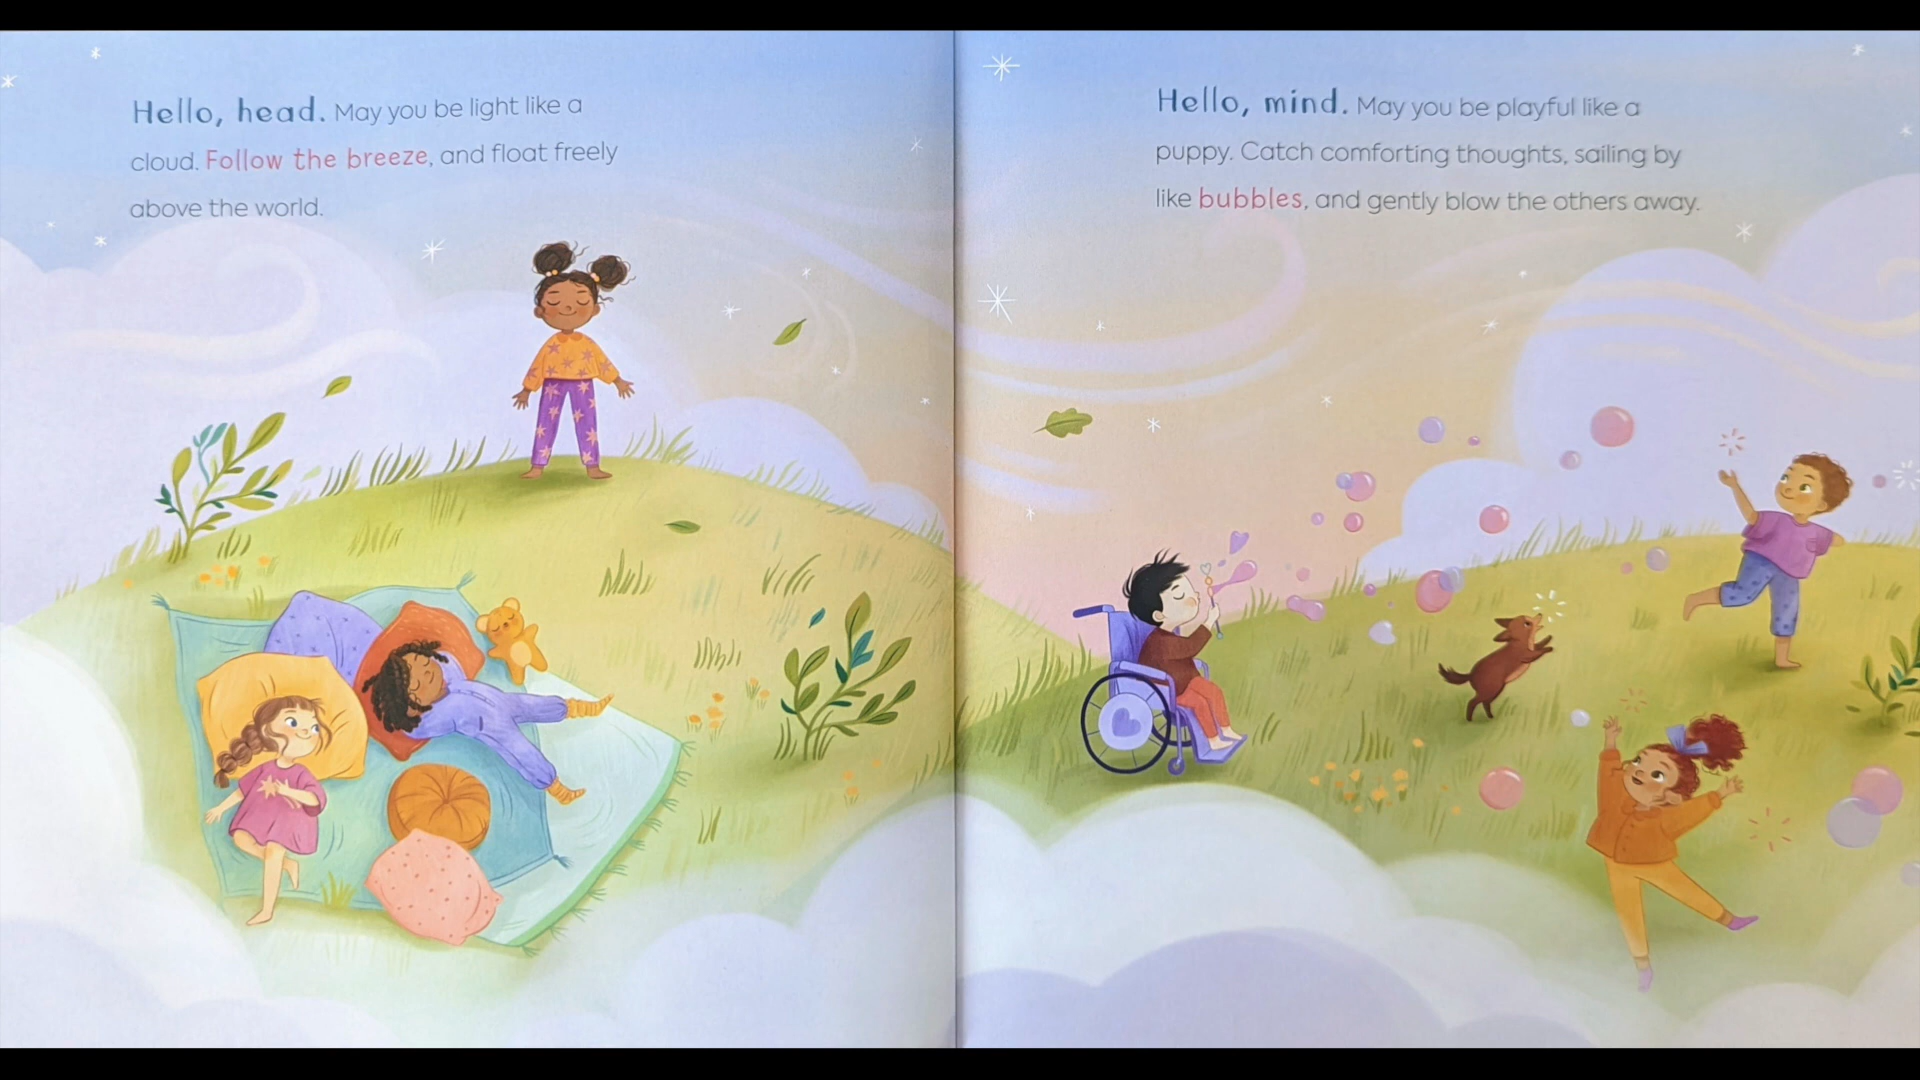 Hello, head. May you be light like a
cloud. Follow the breeze, and float freely
above the world.
Hello, mind. May you be playful like a
puppy. Catch comforting thoughts, sailing by
like bubbles, and gently blow the others away.